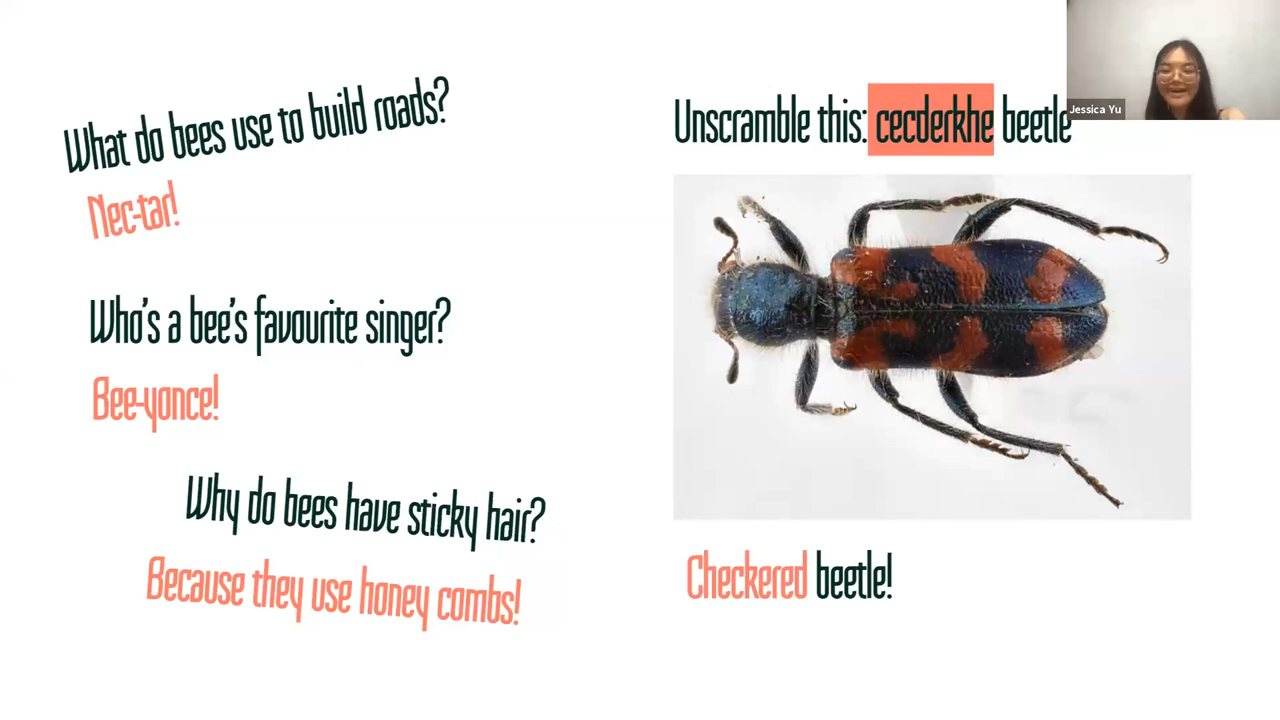 What do bees use to build roads?
Nec-tar!
Who's a bee's favourite singer?
Bee-yonce!
Why do bees have sticky hair?
Because they use honey combs!
Unscramble this: cecderkhe beetle
Checkered beetle!
Jessica Yu